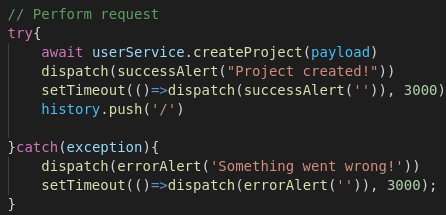 // Perform request
try{
    await userService.createProject(payload)
    dispatch(successAlert("Project created!"))
    setTimeout(()=>dispatch(successAlert('')), 3000)
    history.push('/')

}catch(exception){
    dispatch(errorAlert('Something went wrong!'))
    setTimeout(()=>dispatch(errorAlert('')), 3000);
}